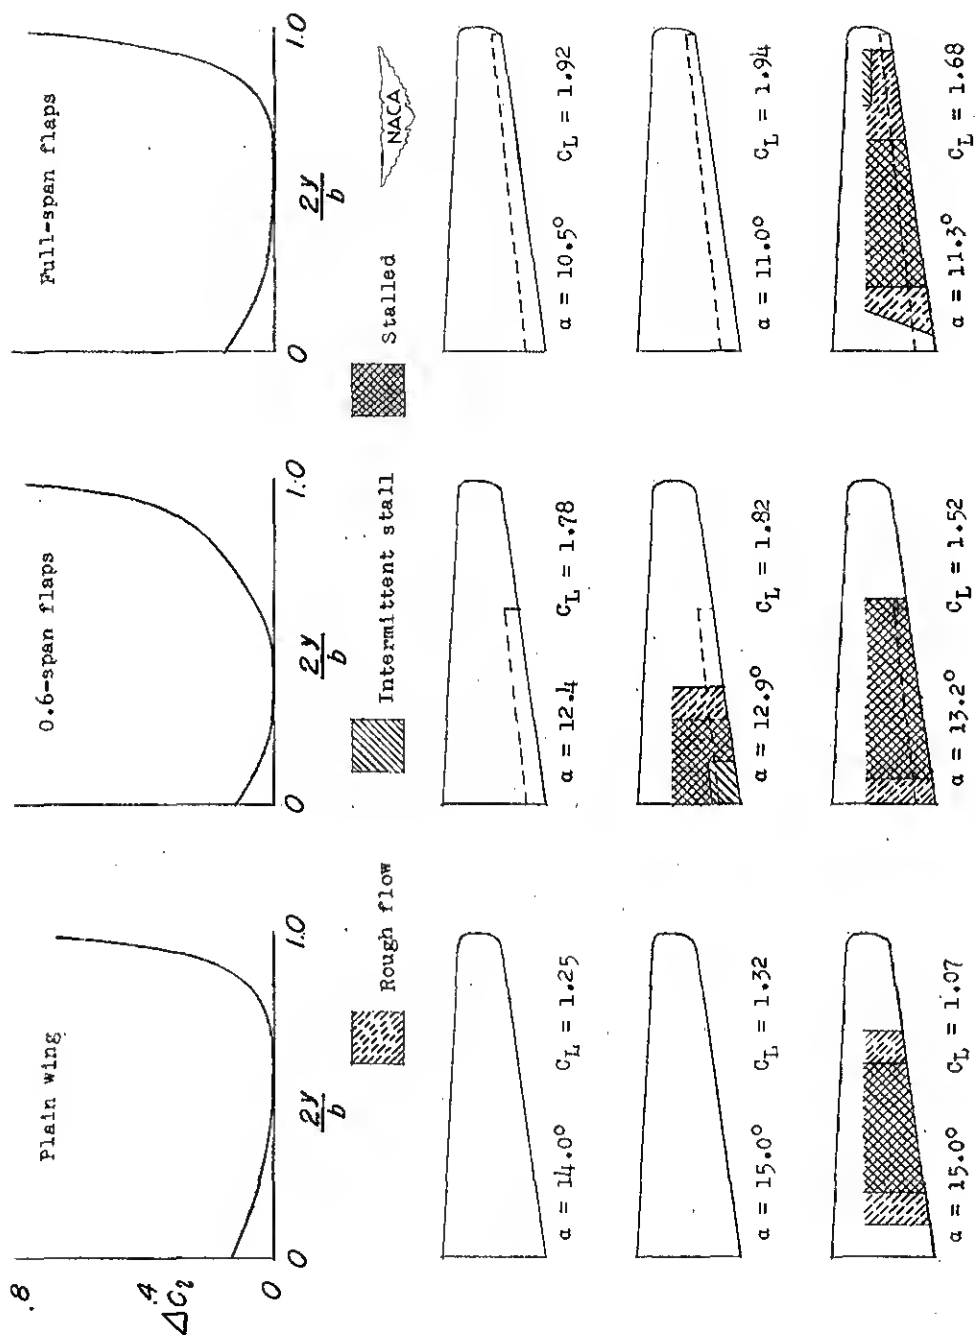 Plain wing
0.6-span flaps
Full-span flaps
.8
.4
ΔC₂
0
0
2y/b
1.0
0
2y/b
1.0
0
2y/b
1.0
Rough flow
Intermittent stall
Stalled
NACA
α = 14.0° C_L = 1.25
α = 12.4 C_L = 1.78
α = 10.5° C_L = 1.92
α = 15.0° C_L = 1.32
α = 12.9° C_L = 1.82
α = 11.0° C_L = 1.94
α = 15.0° C_L = 1.07
α = 13.2° C_L = 1.52
α = 11.3° C_L = 1.68